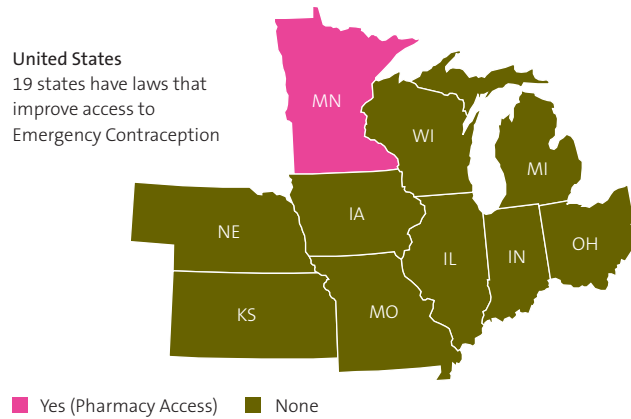 United States
19 states have laws that
improve access to
Emergency Contraception
MN
WI
MI
IA
NE
IL
IN
OH
KS
MO
Yes (Pharmacy Access)
None